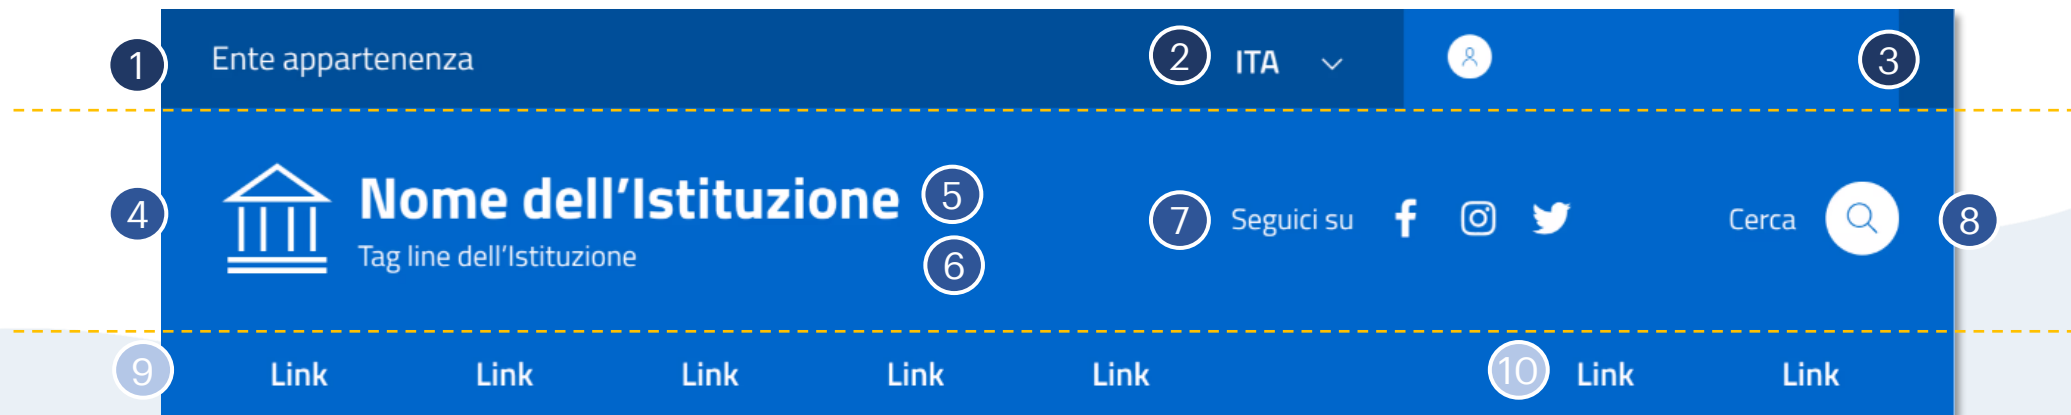 1 Ente appartenenza 2 ITA 3
4 Nome dell'Istituzione 5
Tag line dell'Istituzione 6
7 Seguici su Cerca 8
9 Link Link Link Link Link 10 Link Link